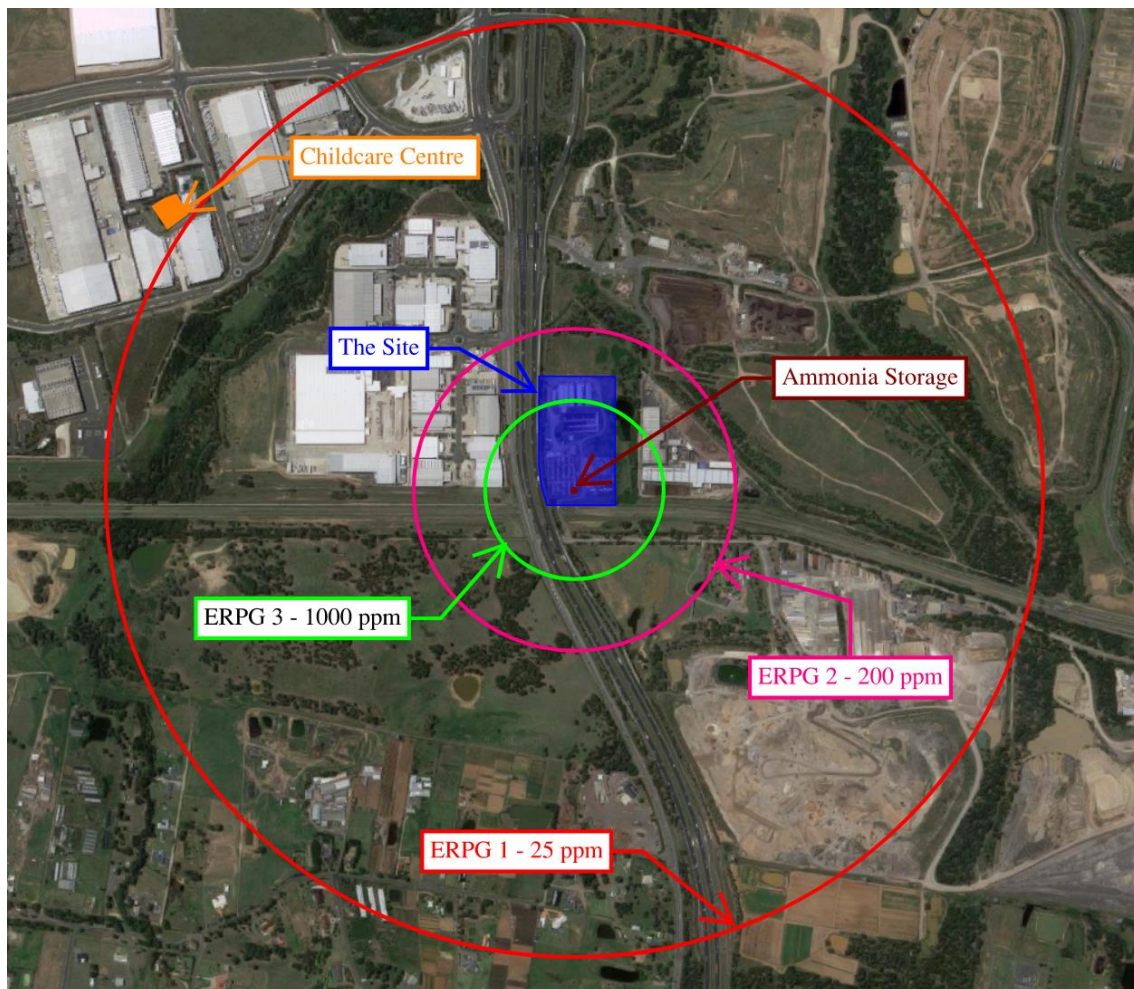 Childcare Centre
The Site
Ammonia Storage
ERPG 3 - 1000 ppm
ERPG 2 - 200 ppm
ERPG 1 - 25 ppm